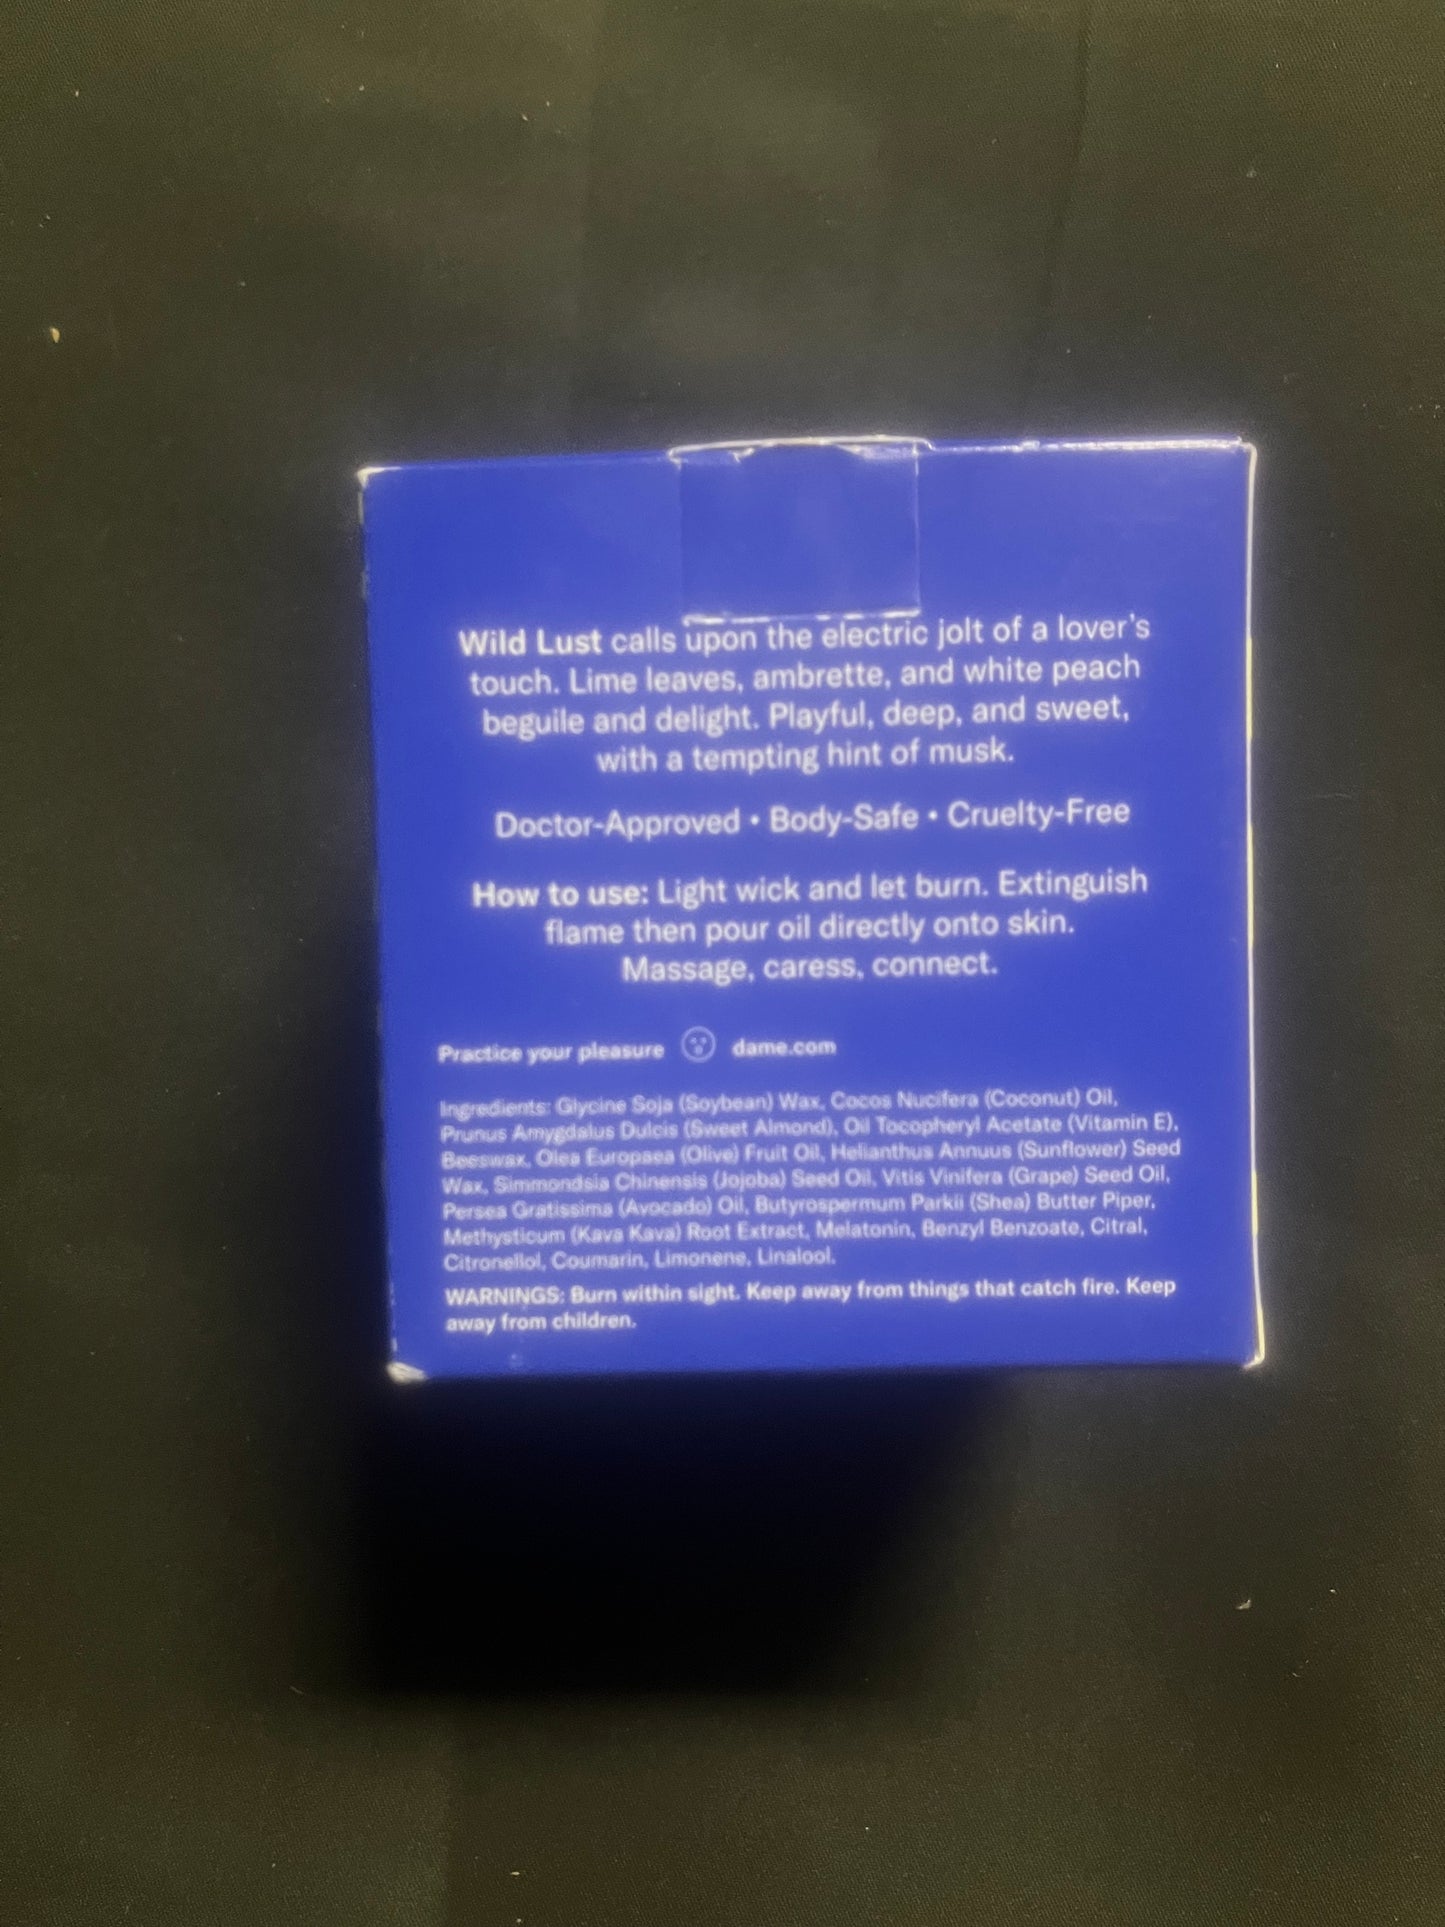 Wild Lust calls upon the electric jolt of a lover's
touch. Lime leaves, ambrette, and white peach
beguile and delight. Playful, deep, and sweet,
with a tempting hint of musk.
Doctor-Approved • Body-Safe • Cruelty-Free
How to use: Light wick and let burn. Extinguish
flame then pour oil directly onto skin.
Massage, caress, connect.
Practice your pleasure dame.com
Ingredients: Glycine Soja (Soybean) Wax, Cocos Nucifera (Coconut) Oil,
Prunus Amygdalus Dulcis (Sweet Almond), Oil Tocopheryl Acetate (Vitamin E),
Beeswax, Olea Europaea (Olive) Fruit Oil, Helianthus Annuus (Sunflower) Seed
Wax, Simmondsia Chinensis (Jojoba) Seed Oil, Vitis Vinifera (Grape) Seed Oil,
Persea Gratissima (Avocado) Oil, Butyrospermum Parkii (Shea) Butter Piper,
Methysticum (Kava Kava) Root Extract, Melatonin, Benzyl Benzoate, Citral,
Citronellol, Coumarin, Limonene, Linalool.
WARNINGS: Burn within sight. Keep away from things that catch fire. Keep
away from children.